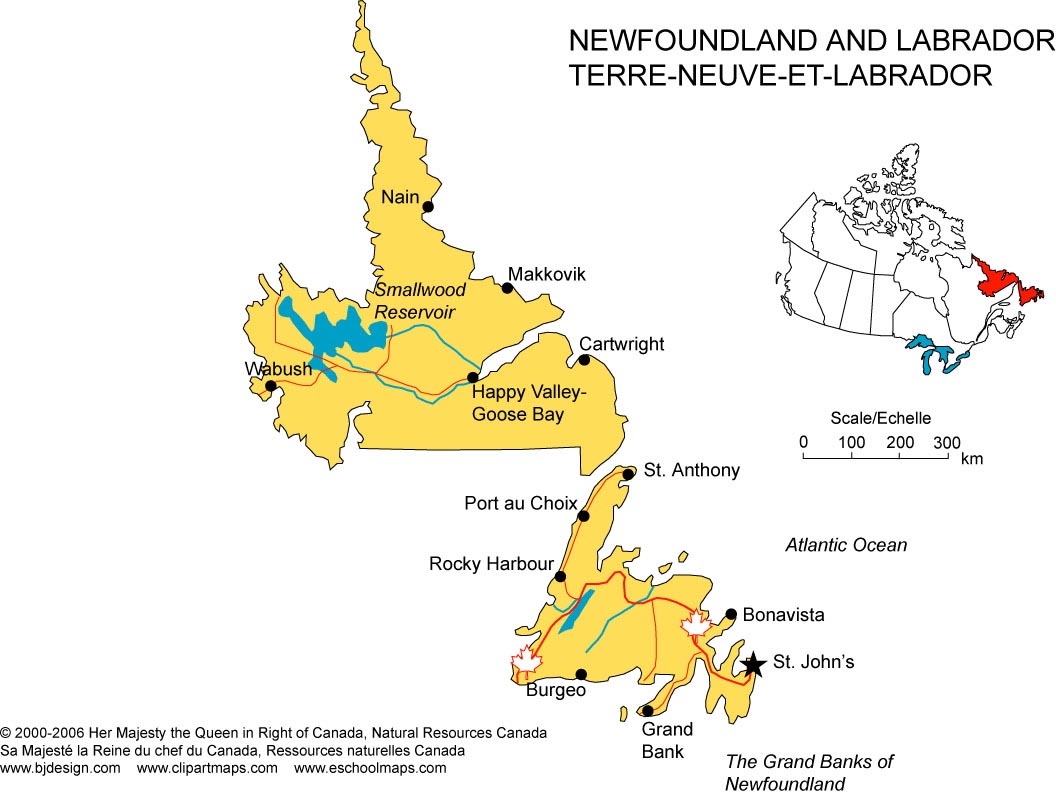 NEWFOUNDLAND AND LABRADOR
TERRE-NEUVE-ET-LABRADOR
Nain
Makkovik
Smallwood
Reservoir
Cartwright
Wabush
Happy Valley-
Goose Bay
Scale/Echelle
0 100 200 300
km
St. Anthony
Port au Choix
Atlantic Ocean
Rocky Harbour
Bonavista
St. John's
Burgeo
Grand
Bank
© 2000-2006 Her Majesty the Queen in Right of Canada, Natural Resources Canada
Sa Majesté la Reine du chef du Canada, Ressources naturelles Canada
www.bjdesign.com www.clipartmaps.com www.eschoolmaps.com
The Grand Banks of
Newfoundland